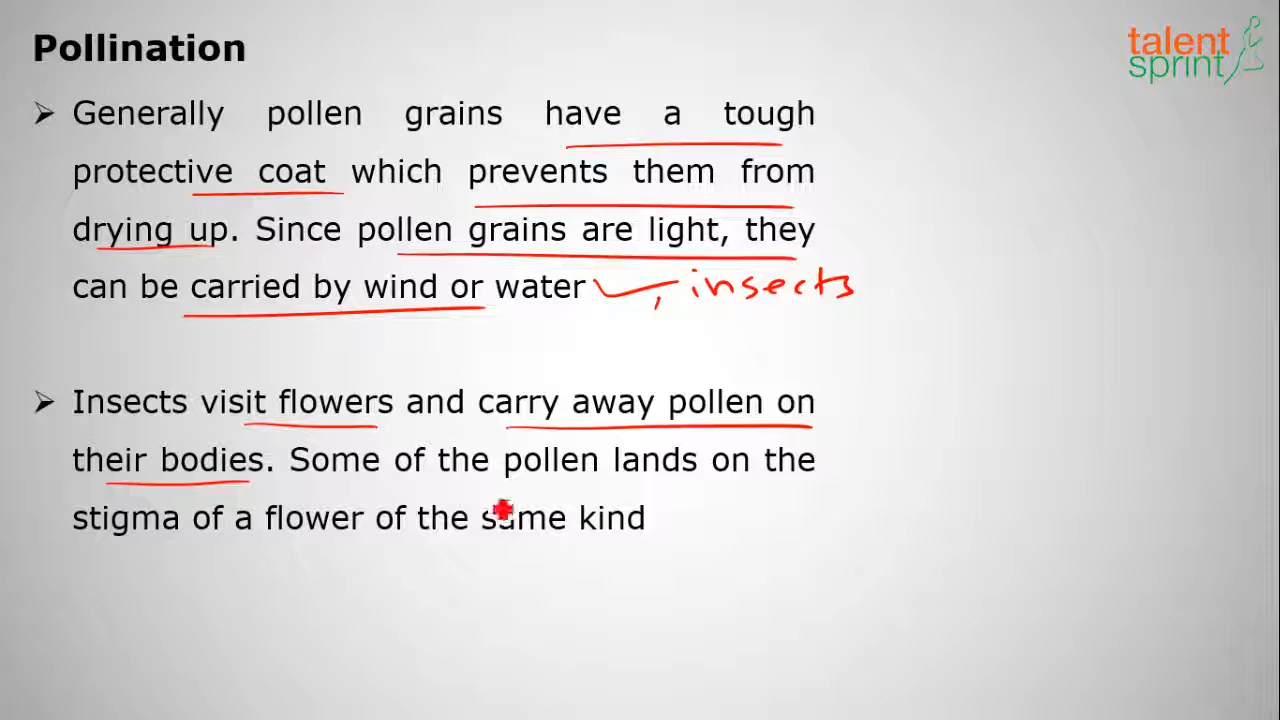 Pollination
talent
sprint
➤ Generally pollen grains have a tough
protective coat which prevents them from
drying up. Since pollen grains are light, they
can be carried by wind or water , insects
➤ Insects visit flowers and carry away pollen on
their bodies. Some of the pollen lands on the
stigma of a flower of the same kind